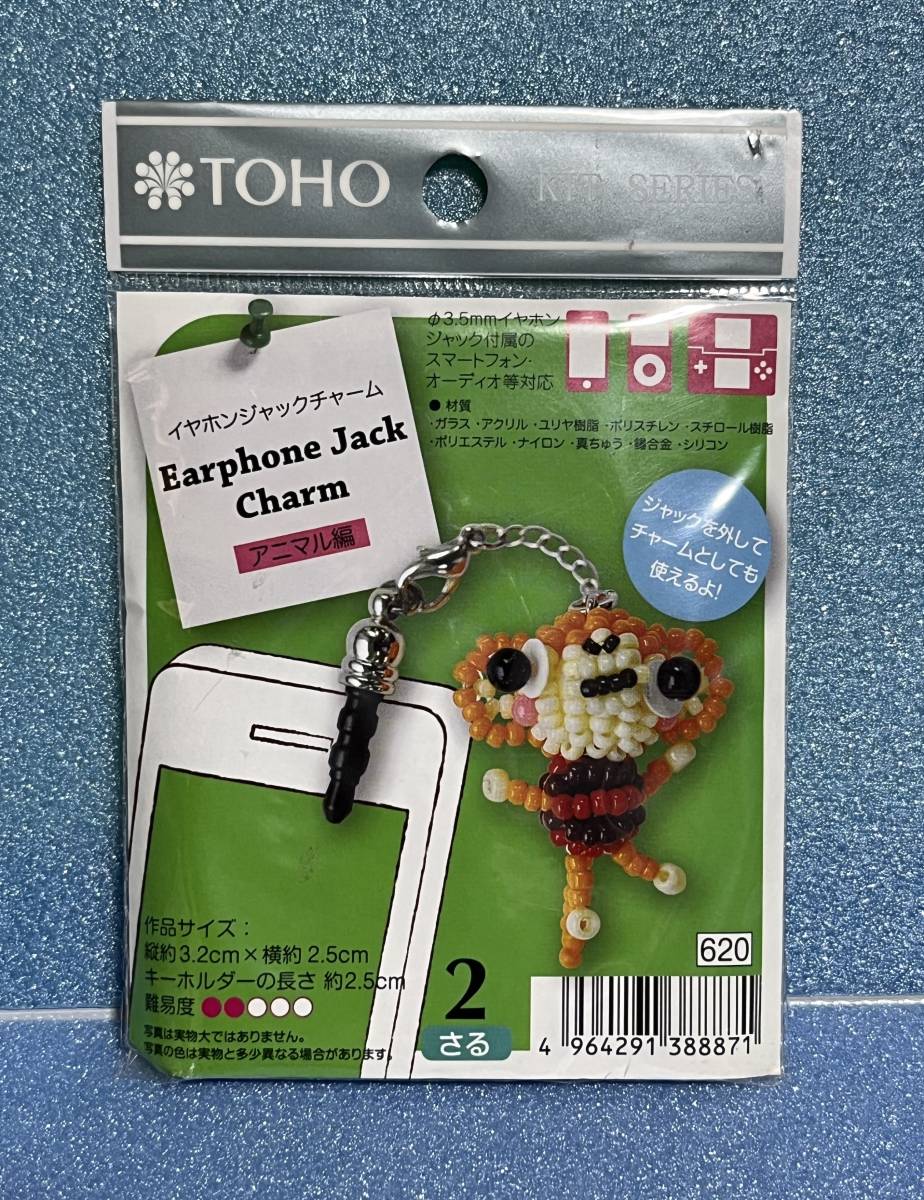 TOHO
KIT SERIES
φ3.5mmイヤホン
ジャック付属の
スマートフォン・
オーディオ等対応
●材質
・ガラス・アクリル・ユリヤ樹脂・ポリスチレン・スチロール樹脂
・ポリエステル・ナイロン・真ちゅう・錫合金・シリコン
イヤホンジャックチャーム
Earphone Jack
Charm
アニマル編
ジャックを外して
チャームとしても
使えるよ!
作品サイズ:
縦約3.2cm×横約2.5cm
キーホルダーの長さ 約2.5cm
難易度
写真は実物大ではありません。
写真の色は実物と多少異なる場合があります。
2
さる
620
4 964291 388871